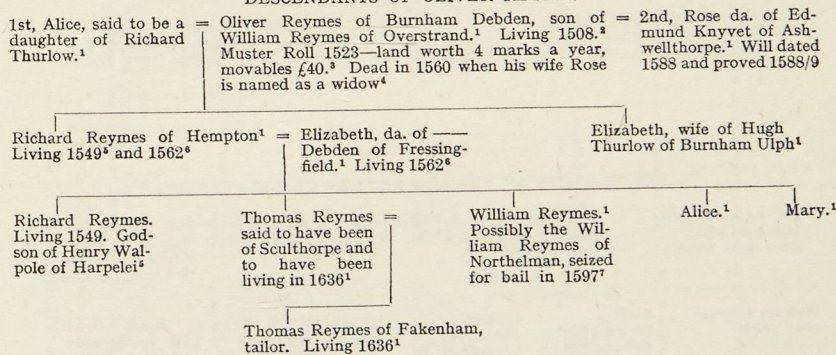 1st, Alice, said to be a
daughter of Richard
Thurlow.¹
= Oliver Reymes of Burnham Debden, son of
William Reymes of Overstrand.¹ Living 1508.²
Muster Roll 1523—land worth 4 marks a year,
movables £40.³ Dead in 1560 when his wife Rose
is named as a widow⁴
= 2nd, Rose da. of Ed-
mund Knyvet of Ash-
wellthorpe.¹ Will dated
1588 and proved 1588/9
Richard Reymes of Hempton¹ =
Living 1549⁵ and 1562⁶
Elizabeth, da. of ——
Debden of Fressing-
field.¹ Living 1562⁶
Elizabeth, wife of Hugh
Thurlow of Burnham Ulph¹
Richard Reymes.
Living 1549. God-
son of Henry Wal-
pole of Harpelei⁵
Thomas Reymes =
said to have been
of Sculthorpe and
to have been
living in 1636¹
William Reymes.¹
Possibly the Wil-
liam Reymes of
Northelman, seized
for bail in 1597⁷
Alice.¹
Mary.¹
Thomas Reymes of Fakenham,
tailor. Living 1636¹